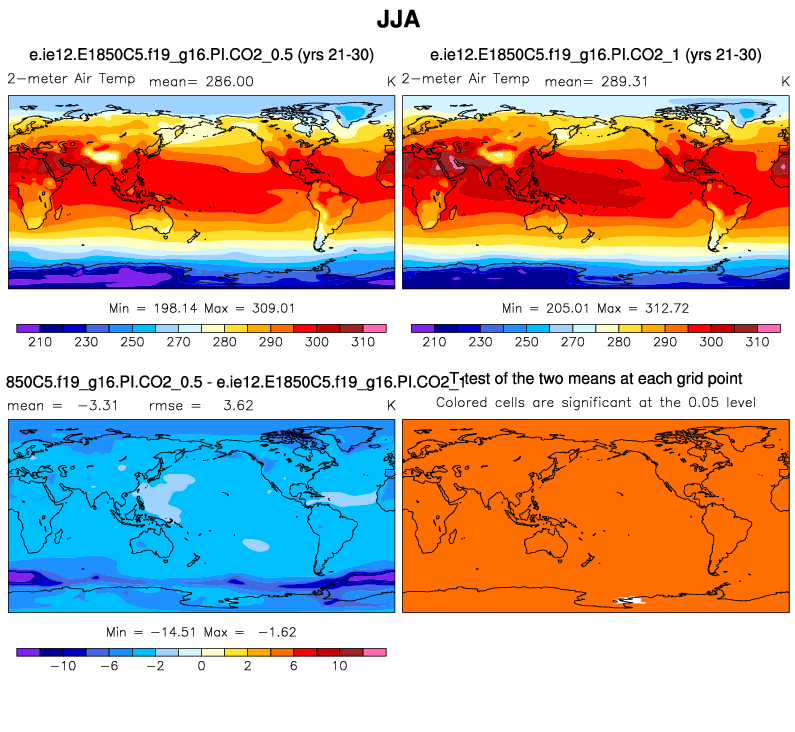 JJA
e.ie12.E1850C5.f19_g16.PI.CO2_0.5 (yrs 21-30)
2-meter Air Temp mean= 286.00 K
Min = 198.14 Max = 309.01
210 230 250 270 280 290 300 310
e.ie12.E1850C5.f19_g16.PI.CO2_1 (yrs 21-30)
2-meter Air Temp mean= 289.31 K
Min = 205.01 Max = 312.72
210 230 250 270 280 290 300 310
850C5.f19_g16.PI.CO2_0.5 - e.ie12.E1850C5.f19_g16.PI.CO2_1
mean = -3.31 rmse = 3.62 K
Min = -14.51 Max = -1.62
-10 -6 -2 0 2 6 10
T-test of the two means at each grid point
Colored cells are significant at the 0.05 level